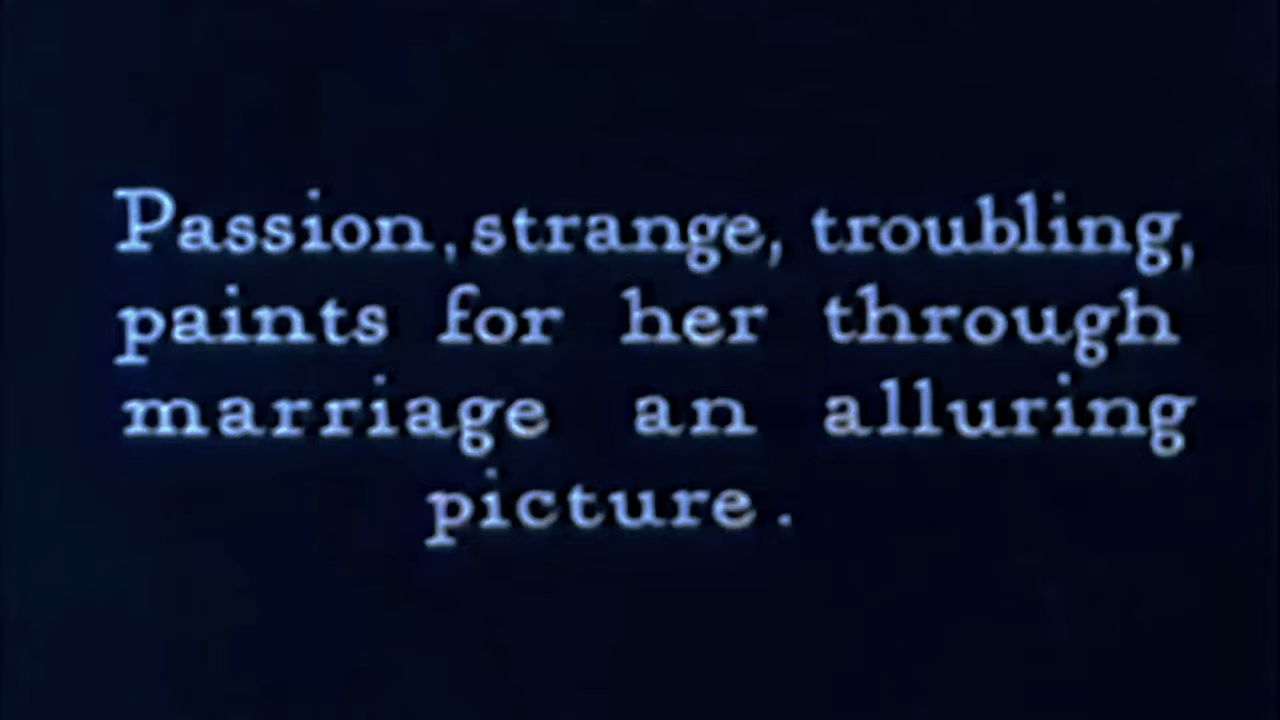 Passion, strange, troubling,
paints for her through
marriage an alluring
picture.